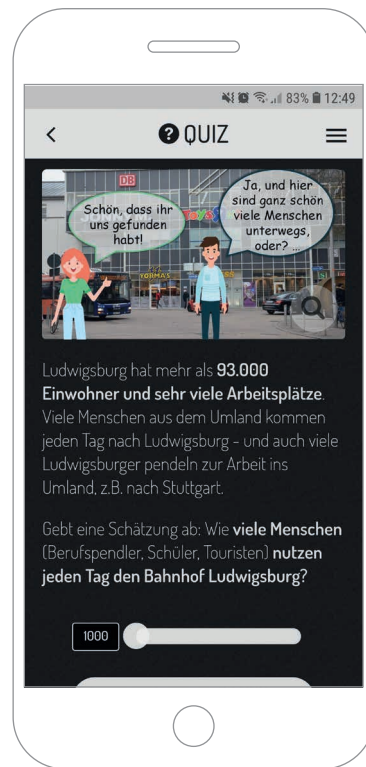 83% 12:49
? QUIZ
DB
Schön, dass ihr
uns gefunden
habt!
Ja, und hier
sind ganz schön
viele Menschen
unterwegs,
oder? ...
YORMA'S
Ludwigsburg hat mehr als 93.000
Einwohner und sehr viele Arbeitsplätze.
Viele Menschen aus dem Umland kommen
jeden Tag nach Ludwigsburg - und auch viele
Ludwigsburger pendeln zur Arbeit ins
Umland, z.B. nach Stuttgart.
Gebt eine Schätzung ab: Wie viele Menschen
(Berufspendler, Schüler, Touristen) nutzen
jeden Tag den Bahnhof Ludwigsburg?
1000